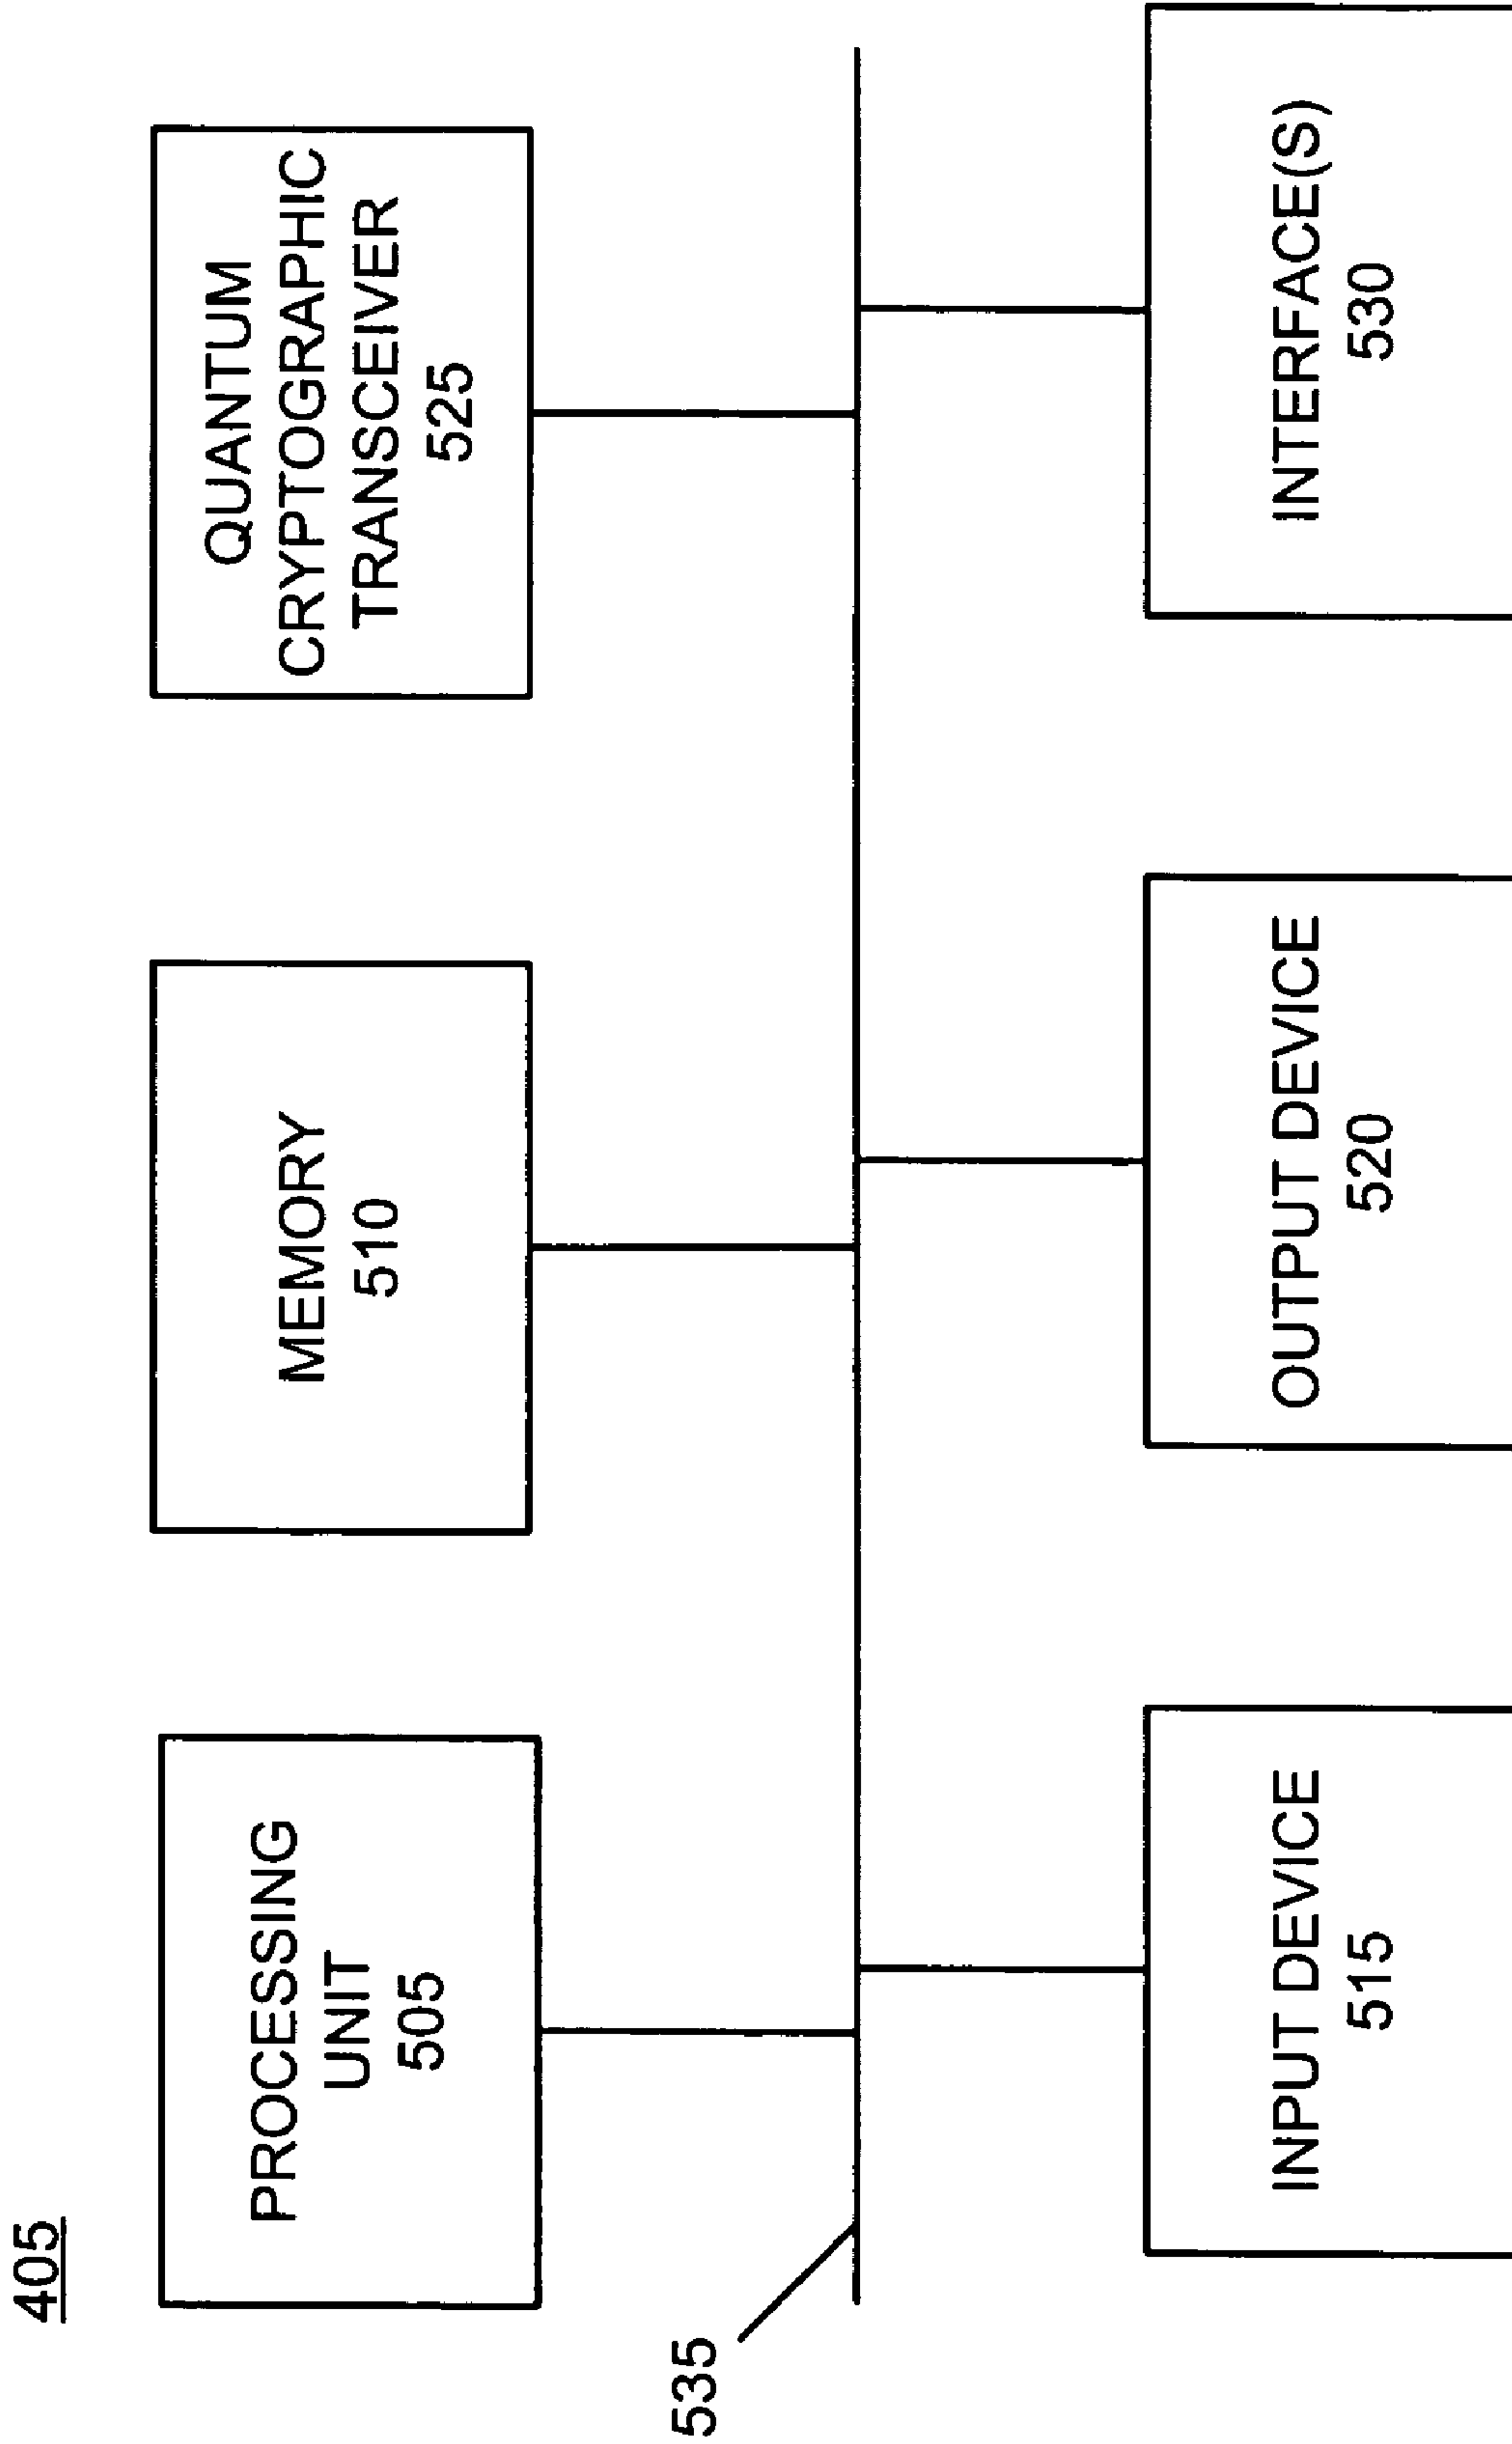 405
PROCESSING
UNIT
505
MEMORY
510
QUANTUM
CRYPTOGRAPHIC
TRANSCEIVER
525
535
INPUT DEVICE
515
OUTPUT DEVICE
520
INTERFACE(S)
530